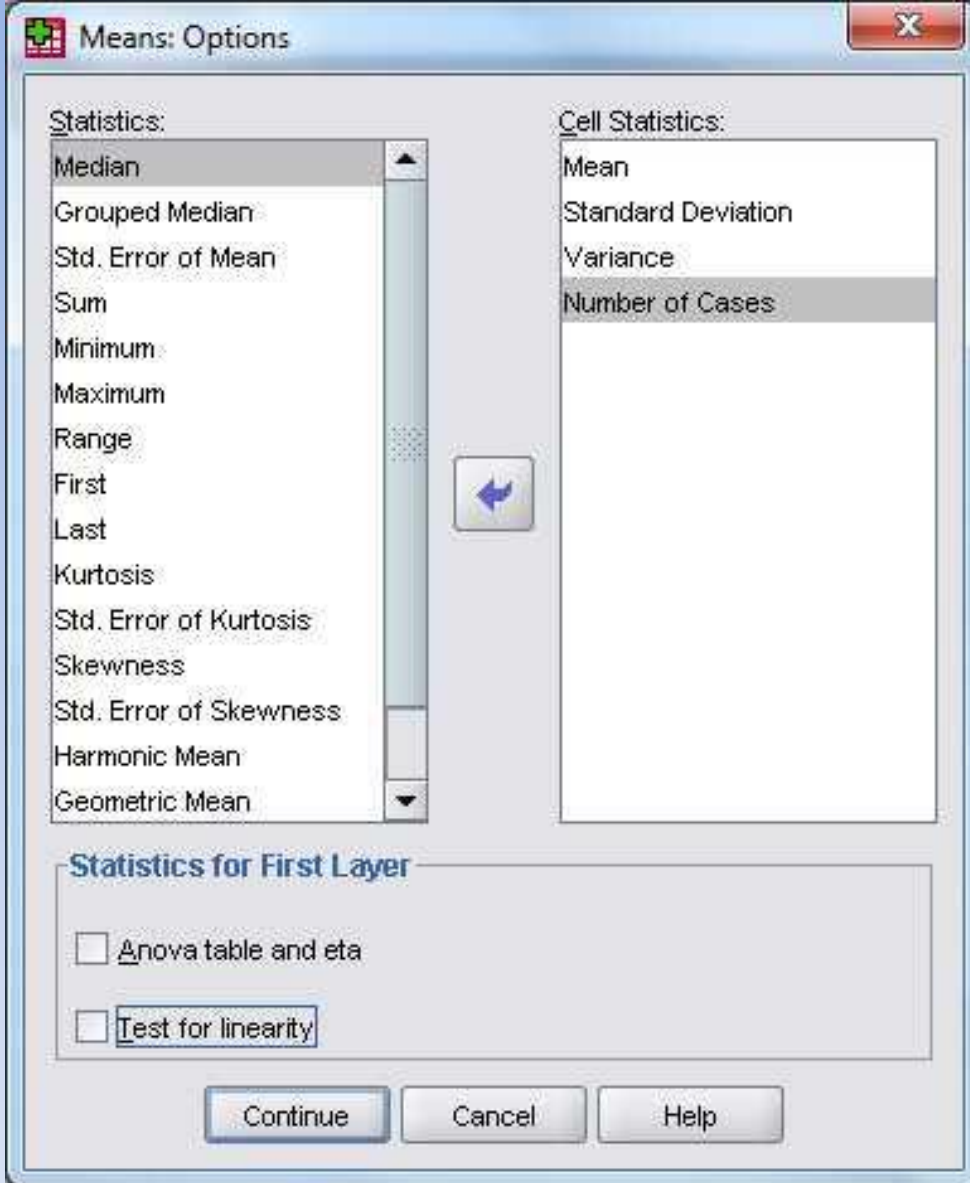 Means: Options
Statistics:
Median
Grouped Median
Std. Error of Mean
Sum
Minimum
Maximum
Range
First
Last
Kurtosis
Std. Error of Kurtosis
Skewness
Std. Error of Skewness
Harmonic Mean
Geometric Mean
Cell Statistics:
Mean
Standard Deviation
Variance
Number of Cases
Statistics for First Layer
Anova table and eta
Test for linearity
Continue
Cancel
Help